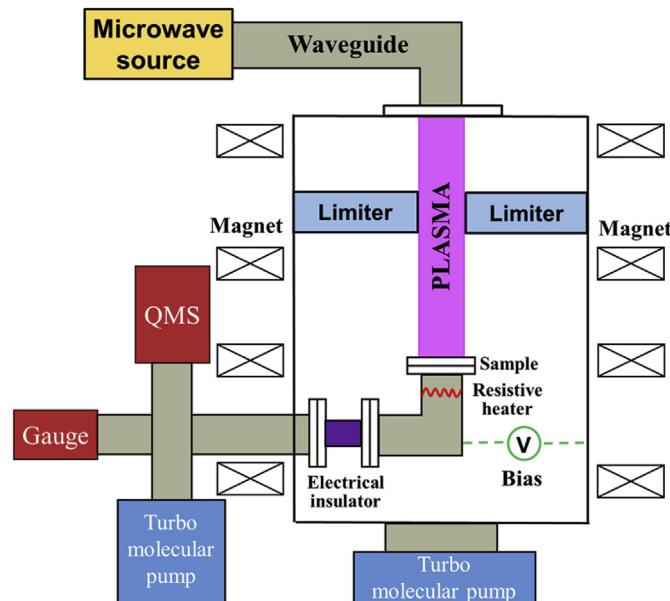 Microwave
source
Waveguide
PLASMA
Limiter
Limiter
Magnet
Magnet
QMS
Sample
Resistive
heater
Gauge
V
Bias
Electrical
insulator
Turbo
molecular
pump
Turbo
molecular pump